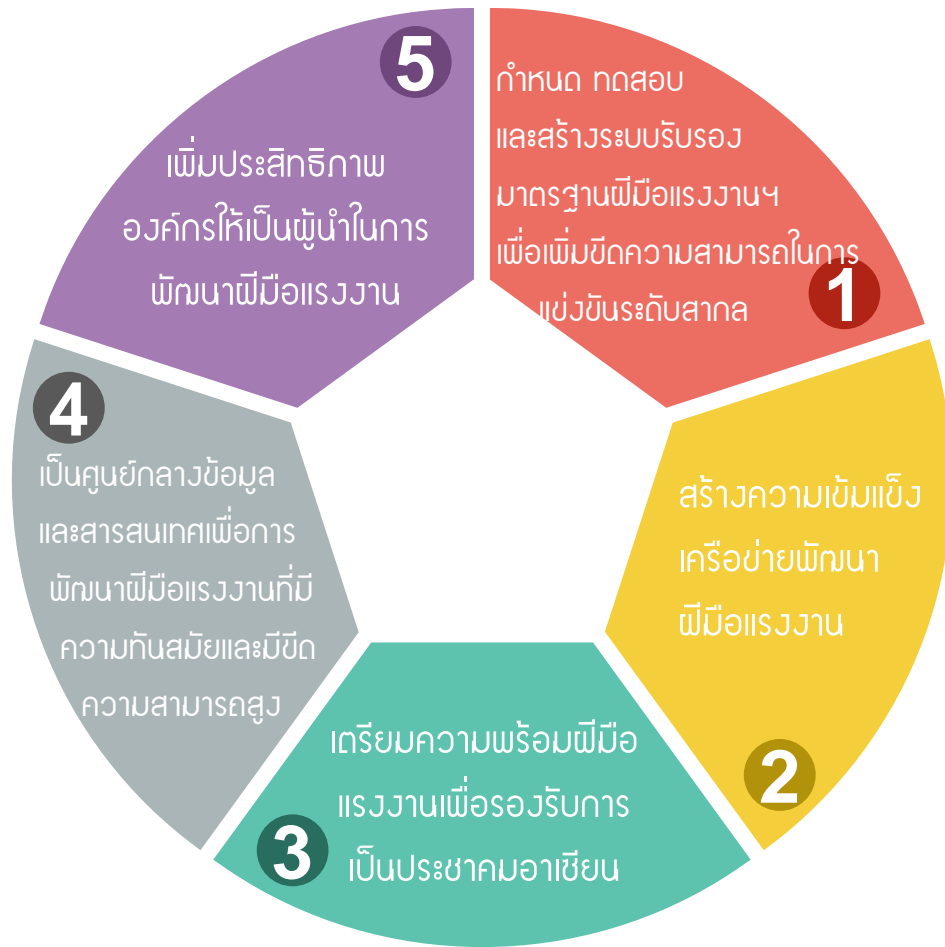 1
กำหนด ทดสอบ
และสร้างระบบรับรอง
มาตรฐานฝีมือแรงงานฯ
เพื่อเพิ่มขีดความสามารถในการ
แข่งขันระดับสากล
2
สร้างความเข้มแข็ง
เครือข่ายพัฒนา
ฝีมือแรงงาน
3
เตรียมความพร้อมฝีมือ
แรงงานเพื่อรองรับการ
เป็นประชาคมอาเซียน
4
เป็นศูนย์กลางข้อมูล
และสารสนเทศเพื่อการ
พัฒนาฝีมือแรงงานที่มี
ความทันสมัยและมีขีด
ความสามารถสูง
5
เพิ่มประสิทธิภาพ
องค์กรให้เป็นผู้นำในการ
พัฒนาฝีมือแรงงาน